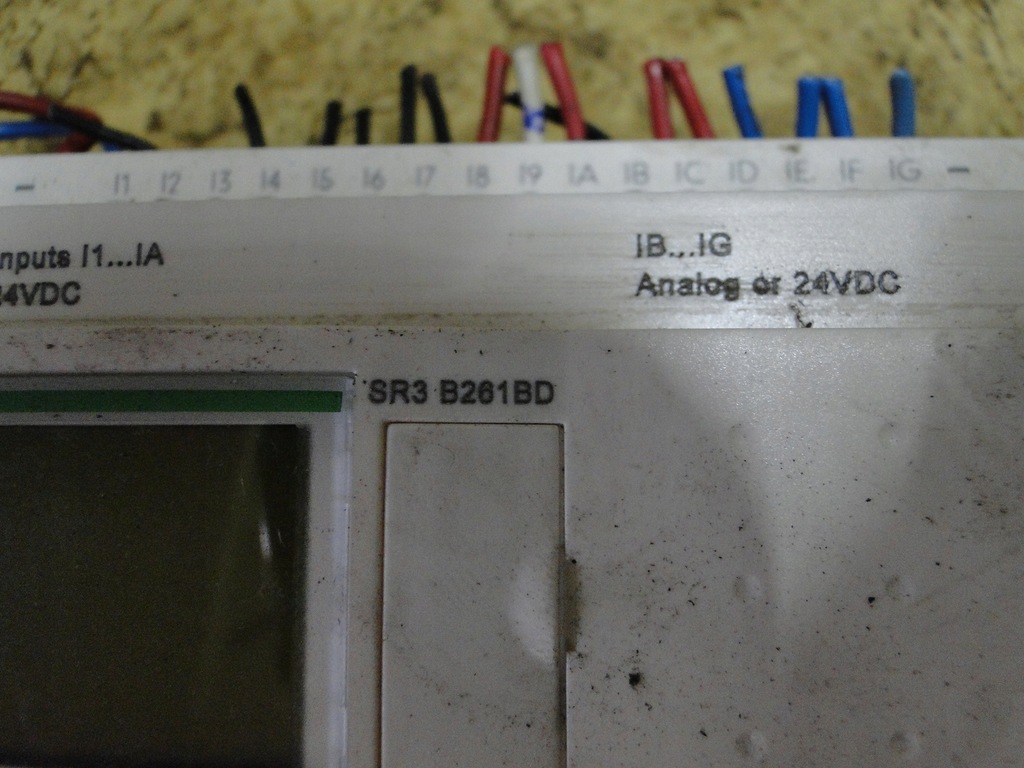 – I1 I2 I3 I4 I5 I6 I7 I8 I9 IA IB IC ID IE IF IG –
nputs I1...IA
24VDC
IB...IG
Analog or 24VDC
SR3 B261BD